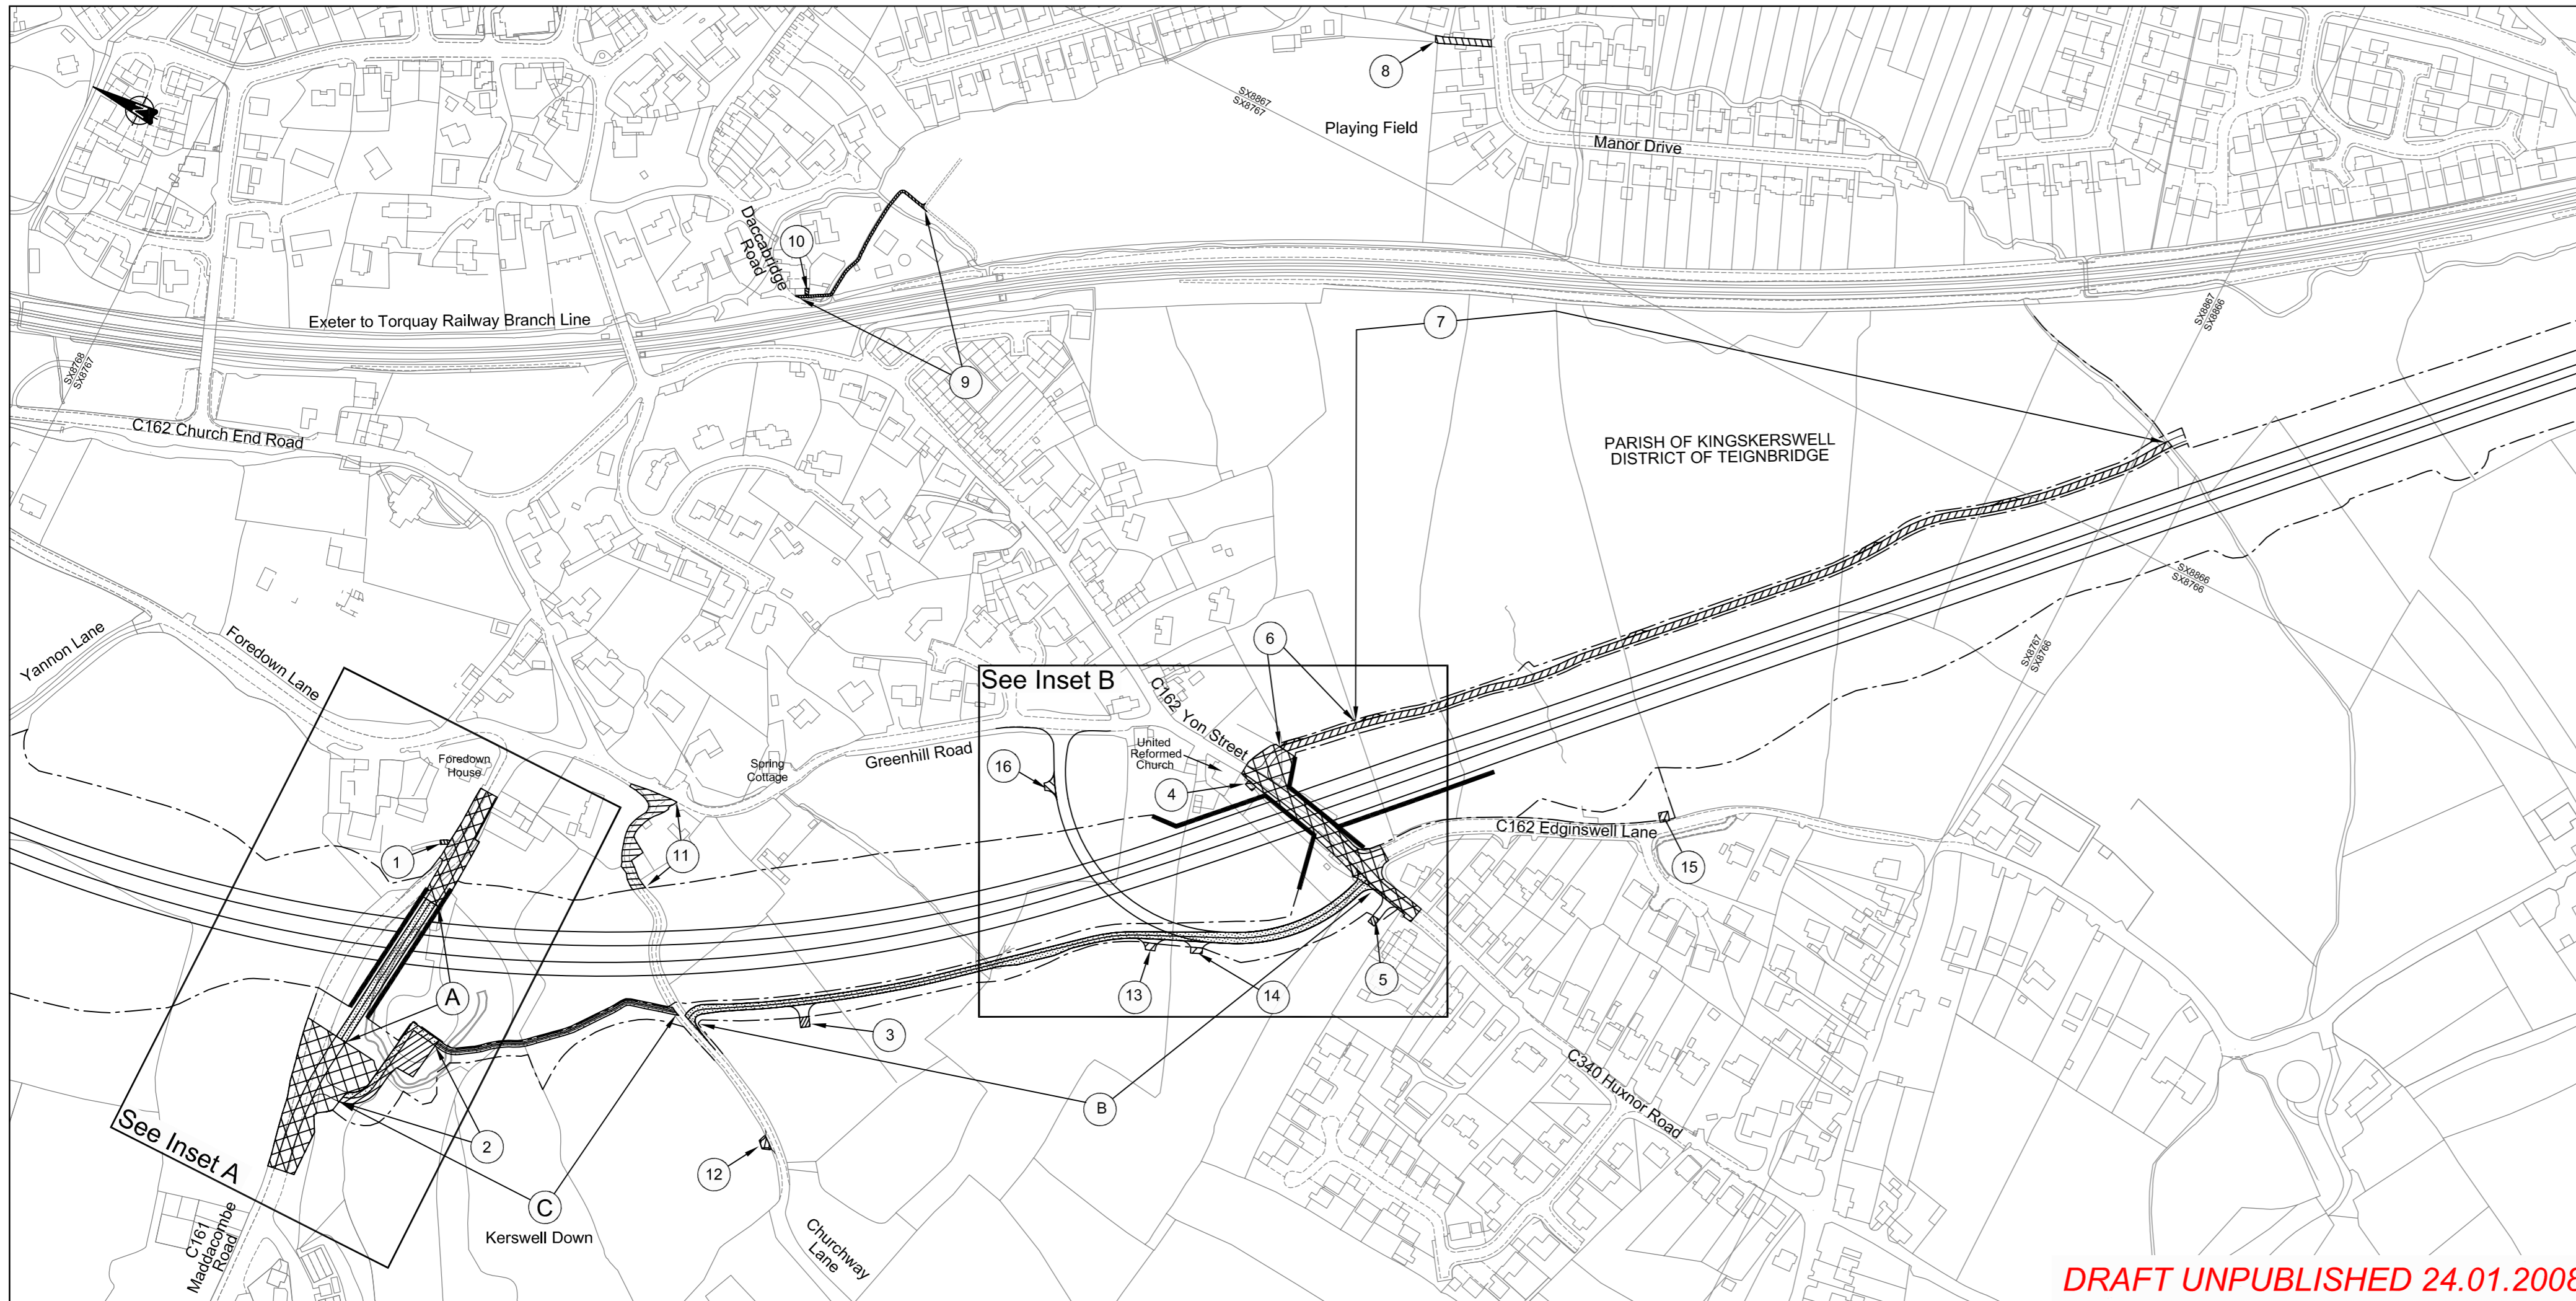 8
SX8867
SX8767
Playing Field
Manor Drive
Daccabridge
Road
10
Exeter to Torquay Railway Branch Line
SX8768
SX8767
9
7
SX8867
SX8866
C162 Church End Road
PARISH OF KINGSKERSWELL
DISTRICT OF TEIGNBRIDGE
SX8866
SX8766
Yannon Lane
Foredown Lane
6
See Inset B
C162 Yon Street
SX8767
SX8766
Foredown
House
Spring
Cottage
Greenhill Road
United
Reformed
Church
16
4
C162 Edginswell Lane
1
11
15
A
13
14
5
3
C340 Huxnor Road
B
2
12
See Inset A
C
Kerswell Down
C161
Maddacombe
Road
Churchway
Lane
DRAFT UNPUBLISHED 24.01.2008